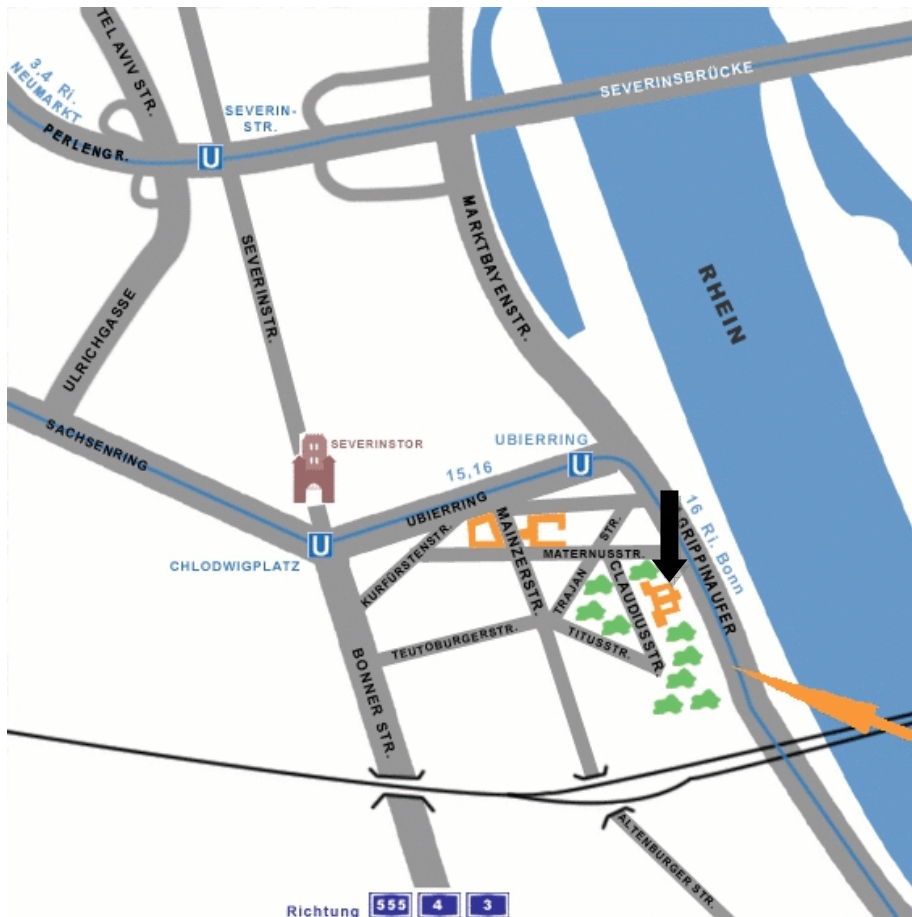 TEL AVIV STR.
3,4 Ri.
NEUMARKT
PERLENGR.
U
SEVERIN-
STR.
SEVERINSBRÜCKE
SEVERINSTR.
MARKTBAYENSTR.
RHEIN
ULRICHGASSE
SACHSENRING
SEVERINSTOR
UBIERRING
U
15,16
UBIERRING
U
CHLODWIGPLATZ
KURFÜRSTENSTR.
MAINZERSTR.
MATERNUSSTR.
TRAJAN STR.
CLAUDIUSSTR.
16 Ri. Bonn
GRIPPINAUFER
TEUTOBURGERSTR.
TITUSSTR.
BONNER STR.
ALTENBURGER STR.
Richtung 555 4 3